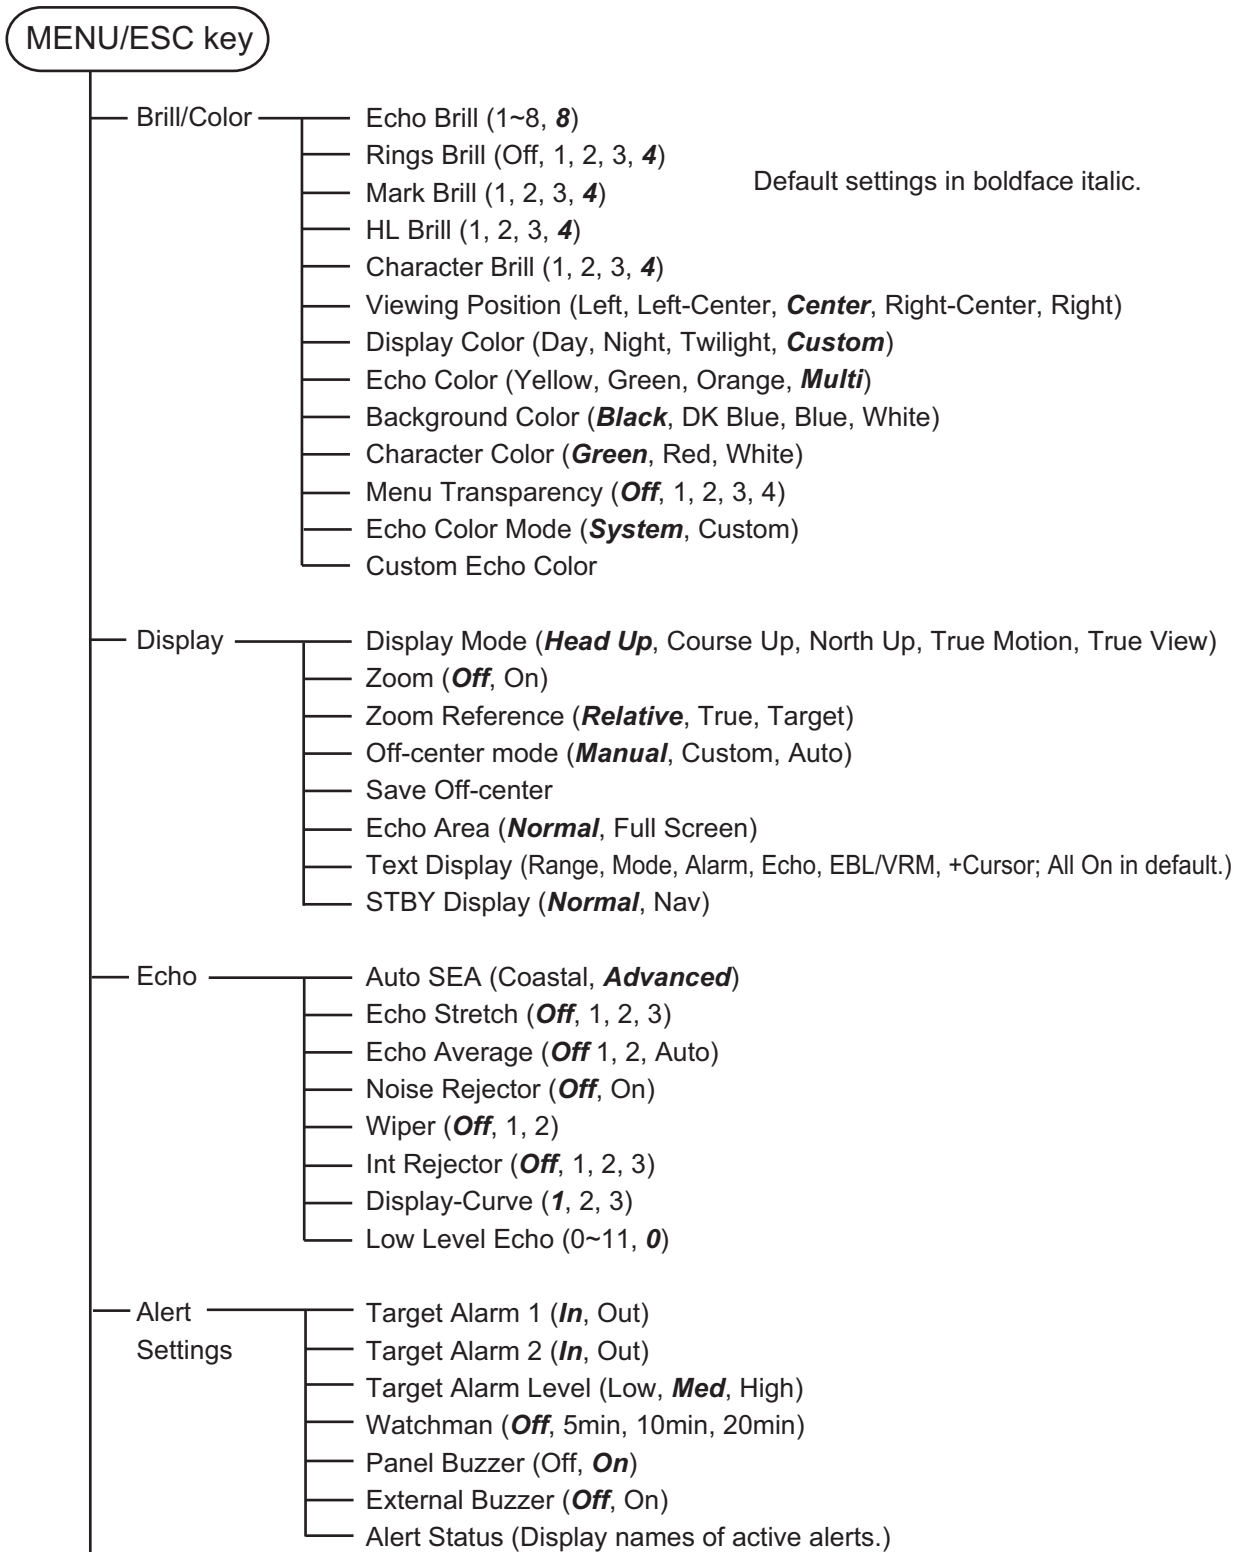 MENU/ESC key
Brill/Color
Echo Brill (1~8, 8)
Rings Brill (Off, 1, 2, 3, 4)
Default settings in boldface italic.
Mark Brill (1, 2, 3, 4)
HL Brill (1, 2, 3, 4)
Character Brill (1, 2, 3, 4)
Viewing Position (Left, Left-Center, Center, Right-Center, Right)
Display Color (Day, Night, Twilight, Custom)
Echo Color (Yellow, Green, Orange, Multi)
Background Color (Black, DK Blue, Blue, White)
Character Color (Green, Red, White)
Menu Transparency (Off, 1, 2, 3, 4)
Echo Color Mode (System, Custom)
Custom Echo Color
Display
Display Mode (Head Up, Course Up, North Up, True Motion, True View)
Zoom (Off, On)
Zoom Reference (Relative, True, Target)
Off-center mode (Manual, Custom, Auto)
Save Off-center
Echo Area (Normal, Full Screen)
Text Display (Range, Mode, Alarm, Echo, EBL/VRM, +Cursor; All On in default.)
STBY Display (Normal, Nav)
Echo
Auto SEA (Coastal, Advanced)
Echo Stretch (Off, 1, 2, 3)
Echo Average (Off 1, 2, Auto)
Noise Rejector (Off, On)
Wiper (Off, 1, 2)
Int Rejector (Off, 1, 2, 3)
Display-Curve (1, 2, 3)
Low Level Echo (0~11, 0)
Alert
Settings
Target Alarm 1 (In, Out)
Target Alarm 2 (In, Out)
Target Alarm Level (Low, Med, High)
Watchman (Off, 5min, 10min, 20min)
Panel Buzzer (Off, On)
External Buzzer (Off, On)
Alert Status (Display names of active alerts.)